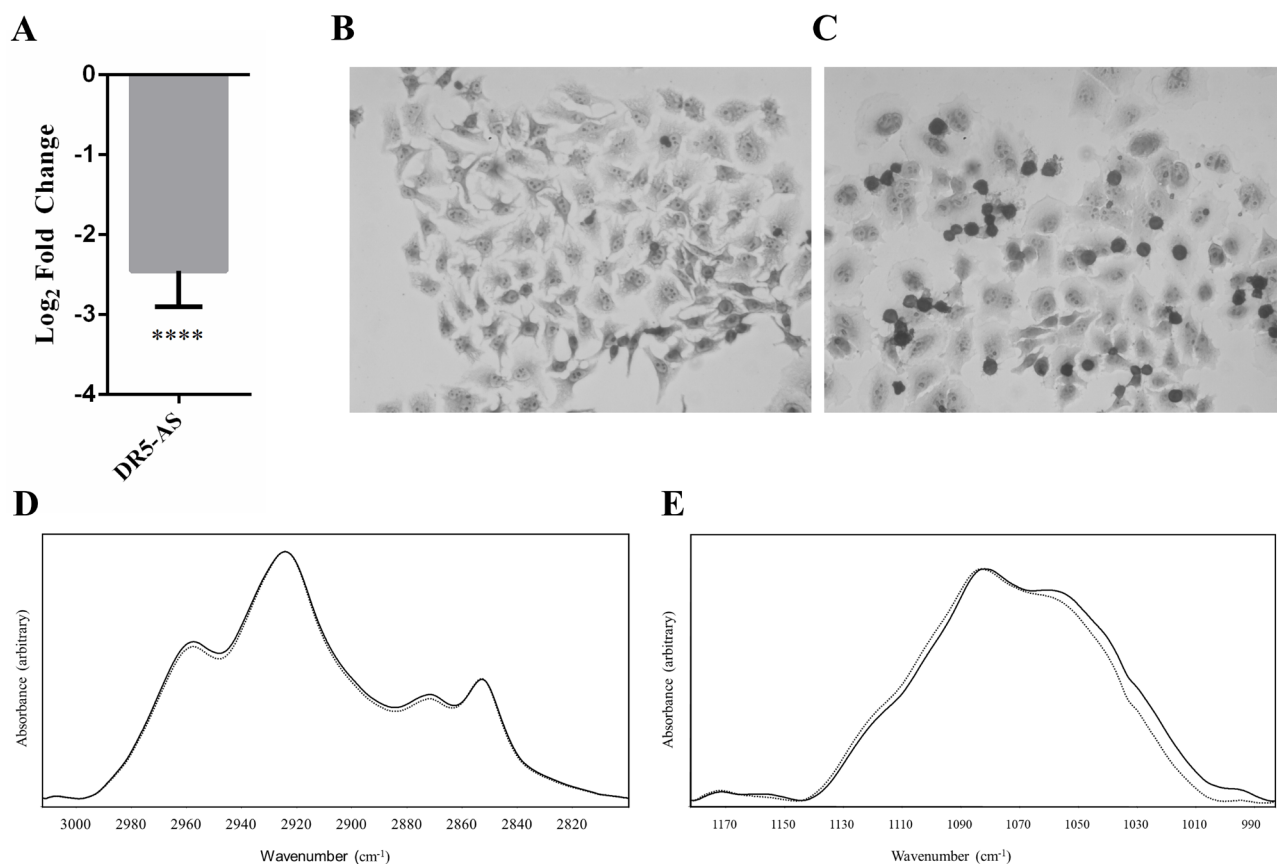 A
B
C
0
-1
-2
-3
-4
Log2 Fold Change
****
DR5-AS
D
E
Absorbance (arbitrary)
3000 2980 2960 2940 2920 2900 2880 2860 2840 2820
Wavenumber (cm-1)
Absorbance (arbitrary)
1170 1150 1130 1110 1090 1070 1050 1030 1010 990
Wavenumber (cm-1)